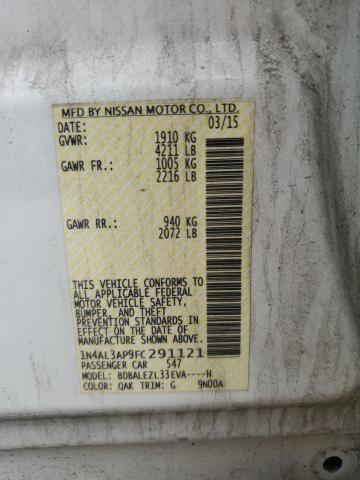 MFD BY NISSAN MOTOR CO., LTD.
DATE: 03/15
GVWR: 1910 KG
4211 LB
GAWR FR.: 1005 KG
2216 LB
GAWR RR.: 940 KG
2072 LB
THIS VEHICLE CONFORMS TO
ALL APPLICABLE FEDERAL
MOTOR VEHICLE SAFETY,
BUMPER, AND THEFT
PREVENTION STANDARDS IN
EFFECT ON THE DATE OF
MANUFACTURE SHOWN ABOVE.
1N4AL3AP9FC291121
PASSENGER CAR 547
MODEL: BDBALEZL33EVA----H
COLOR: QAK TRIM: G 9N00A